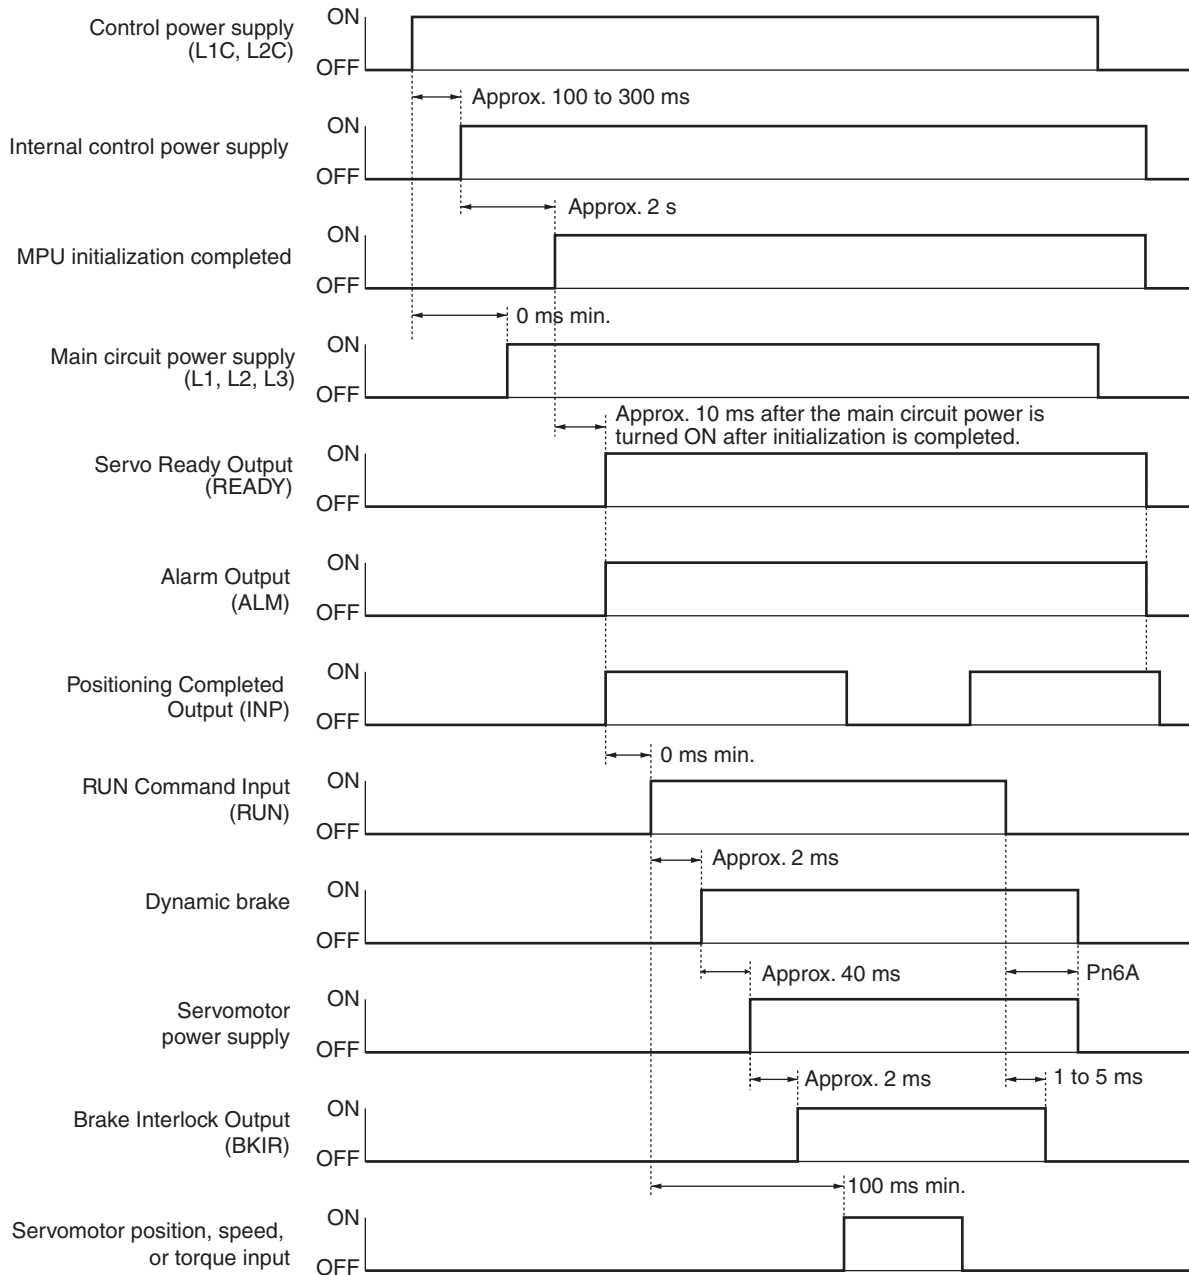 Control power supply
(L1C, L2C)
ON
OFF
Approx. 100 to 300 ms
Internal control power supply
ON
OFF
Approx. 2 s
MPU initialization completed
ON
OFF
0 ms min.
Main circuit power supply
(L1, L2, L3)
ON
OFF
Approx. 10 ms after the main circuit power is
turned ON after initialization is completed.
Servo Ready Output
(READY)
ON
OFF
Alarm Output
(ALM)
ON
OFF
Positioning Completed
Output (INP)
ON
OFF
0 ms min.
RUN Command Input
(RUN)
ON
OFF
Approx. 2 ms
Dynamic brake
ON
OFF
Approx. 40 ms
Pn6A
Servomotor
power supply
ON
OFF
Approx. 2 ms
1 to 5 ms
Brake Interlock Output
(BKIR)
ON
OFF
100 ms min.
Servomotor position, speed,
or torque input
ON
OFF